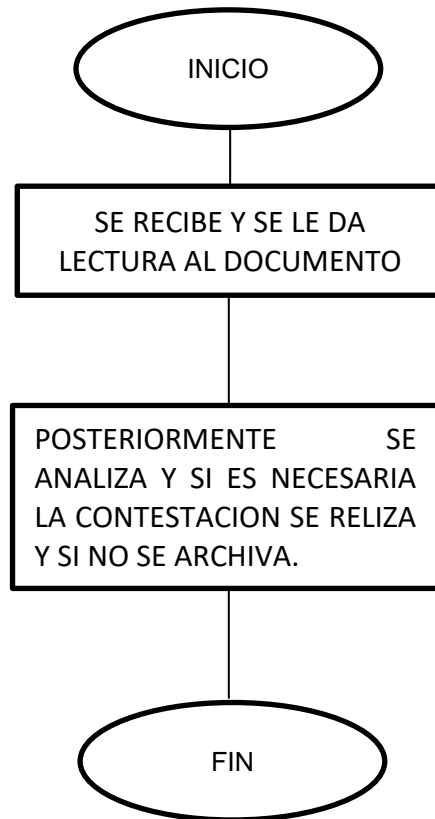 INICIO
SE RECIBE Y SE LE DA
LECTURA AL DOCUMENTO
POSTERIORMENTE SE
ANALIZA Y SI ES NECESARIA
LA CONTESTACION SE RELIZA
Y SI NO SE ARCHIVA.
FIN